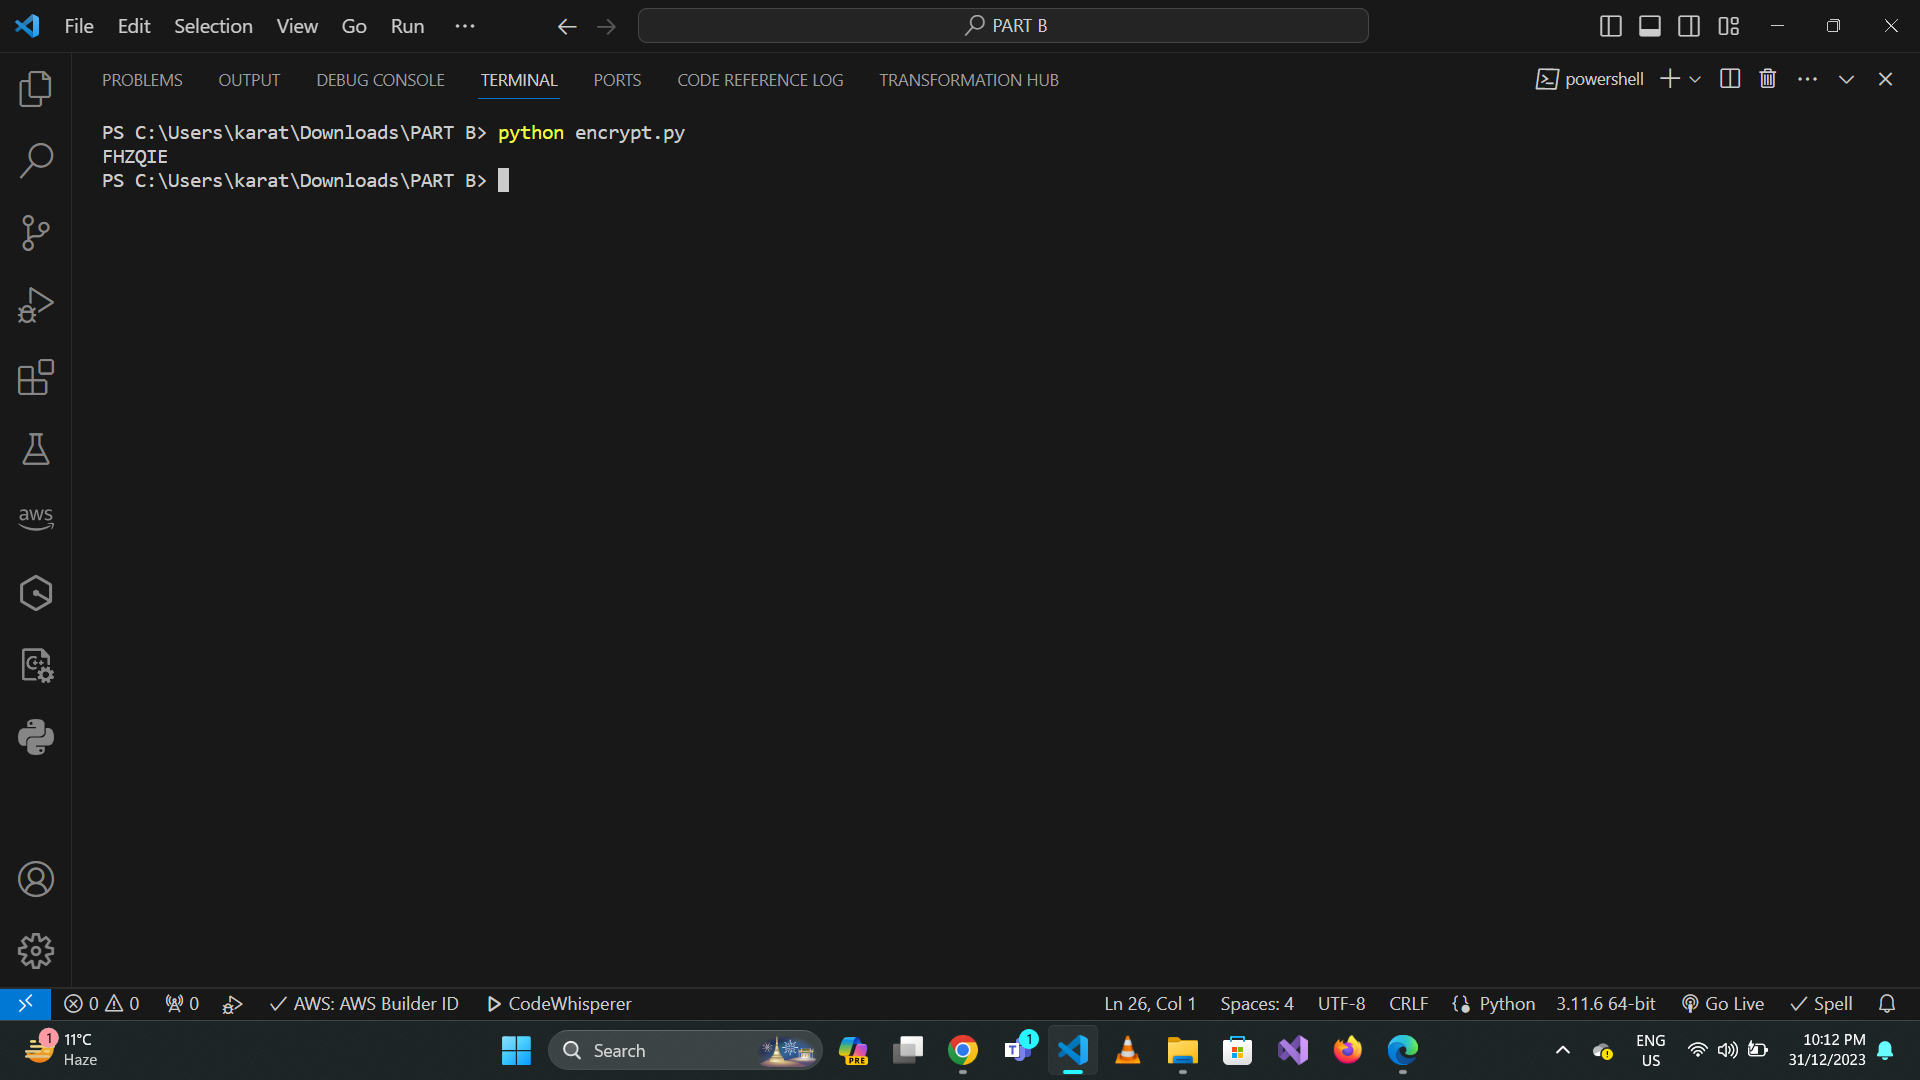 File Edit Selection View Go Run ··· PART B
PROBLEMS OUTPUT DEBUG CONSOLE TERMINAL PORTS CODE REFERENCE LOG TRANSFORMATION HUB powershell
PS C:\Users\karat\Downloads\PART B> python encrypt.py
FHZQIE
PS C:\Users\karat\Downloads\PART B>
aws
0 0 0 AWS: AWS Builder ID CodeWhisperer Ln 26, Col 1 Spaces: 4 UTF-8 CRLF Python 3.11.6 64-bit Go Live Spell
1 11°C
Haze
Search
PRE
1
ENG
US
10:12 PM
31/12/2023